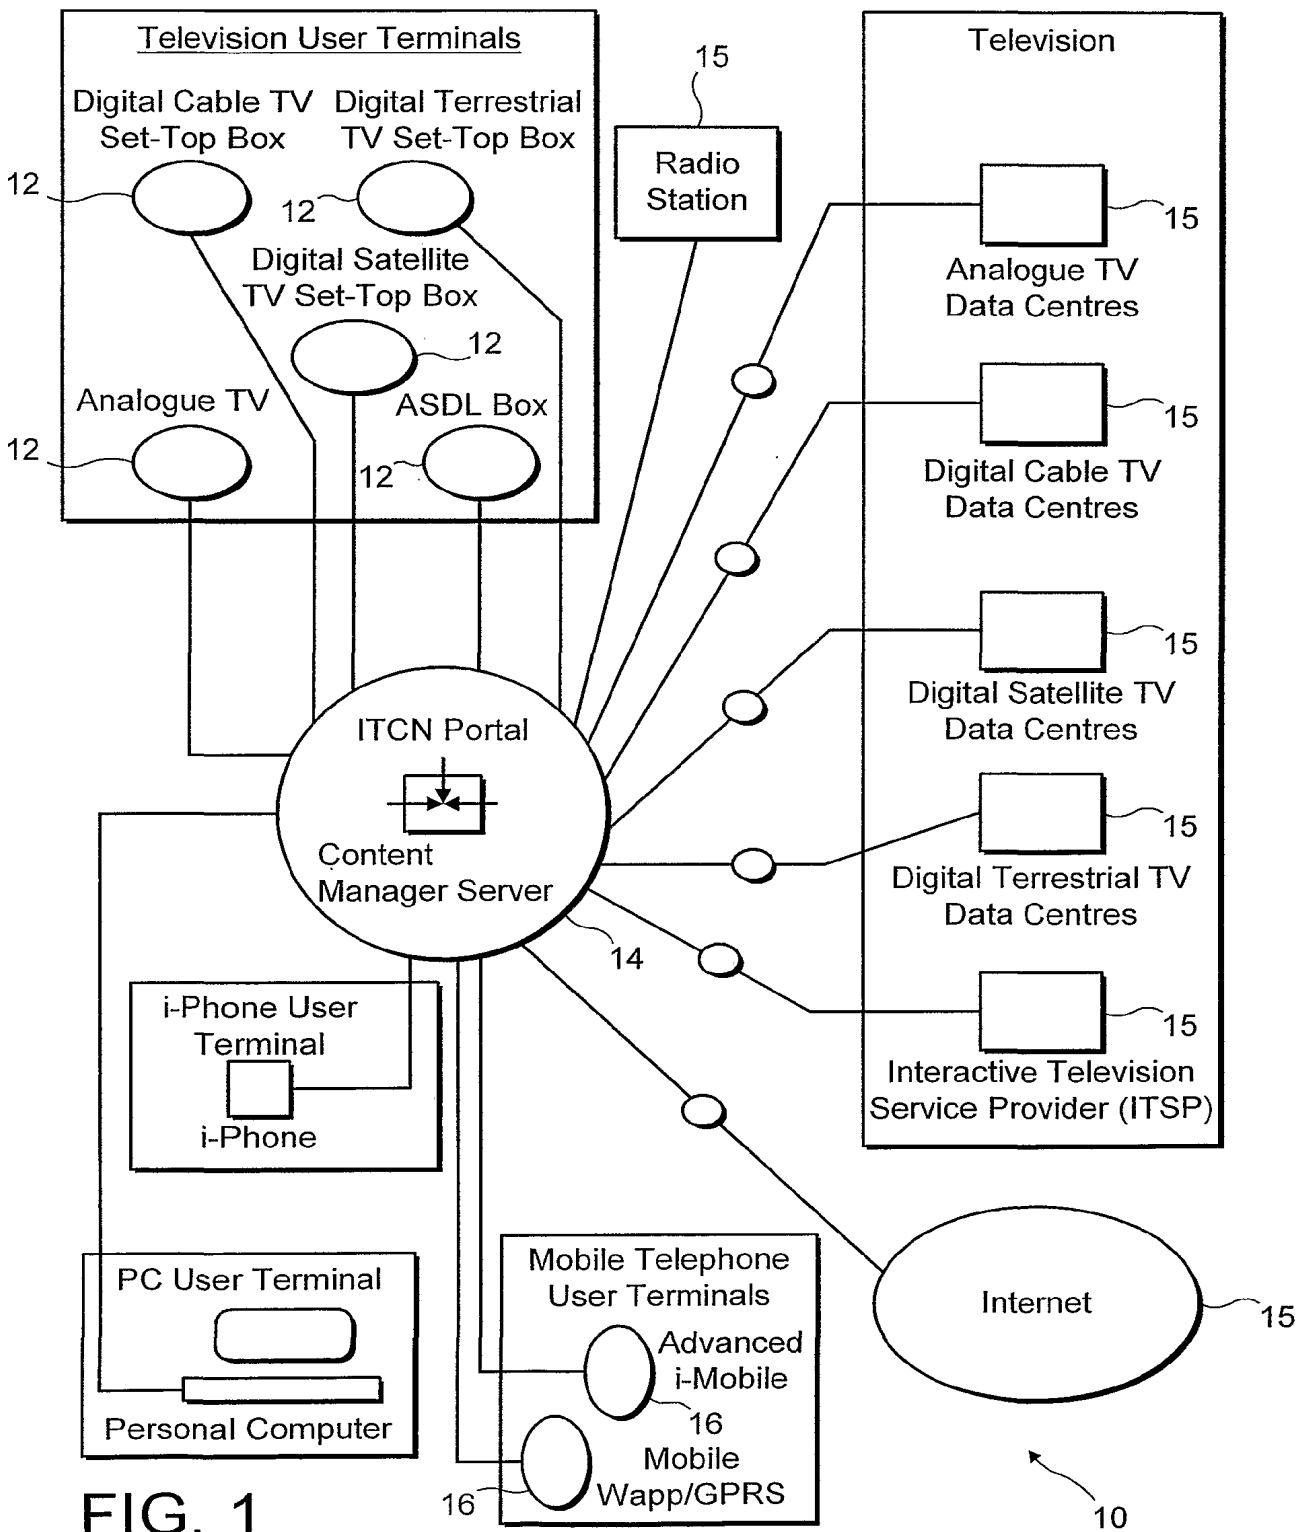 Television User Terminals
Digital Cable TV
Set-Top Box
Digital Terrestrial
TV Set-Top Box
12
12
Digital Satellite
TV Set-Top Box
12
Analogue TV
12
ASDL Box
12
15
Radio
Station
Television
15
Analogue TV
Data Centres
15
Digital Cable TV
Data Centres
15
Digital Satellite TV
Data Centres
15
Digital Terrestrial TV
Data Centres
15
Interactive Television
Service Provider (ITSP)
ITCN Portal
Content
Manager Server
14
i-Phone User
Terminal
i-Phone
PC User Terminal
Personal Computer
Mobile Telephone
User Terminals
Advanced
i-Mobile
16
Mobile
Wapp/GPRS
16
Internet
15
10
FIG. 1